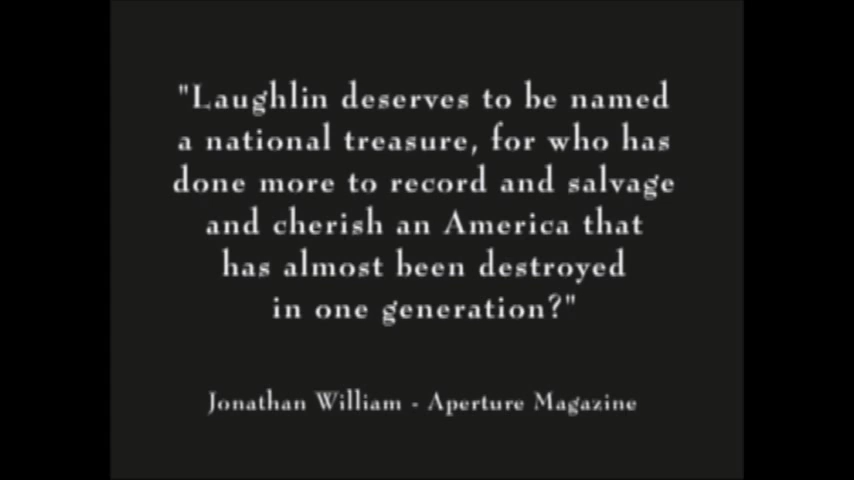 "Laughlin deserves to be named
a national treasure, for who has
done more to record and salvage
and cherish an America that
has almost been destroyed
in one generation?"
Jonathan William - Aperture Magazine